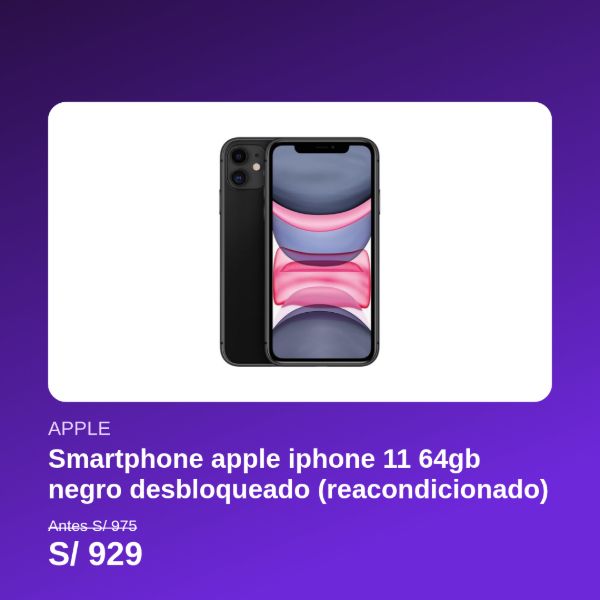 APPLE
Smartphone apple iphone 11 64gb
negro desbloqueado (reacondicionado)
Antes S/ 975
S/ 929